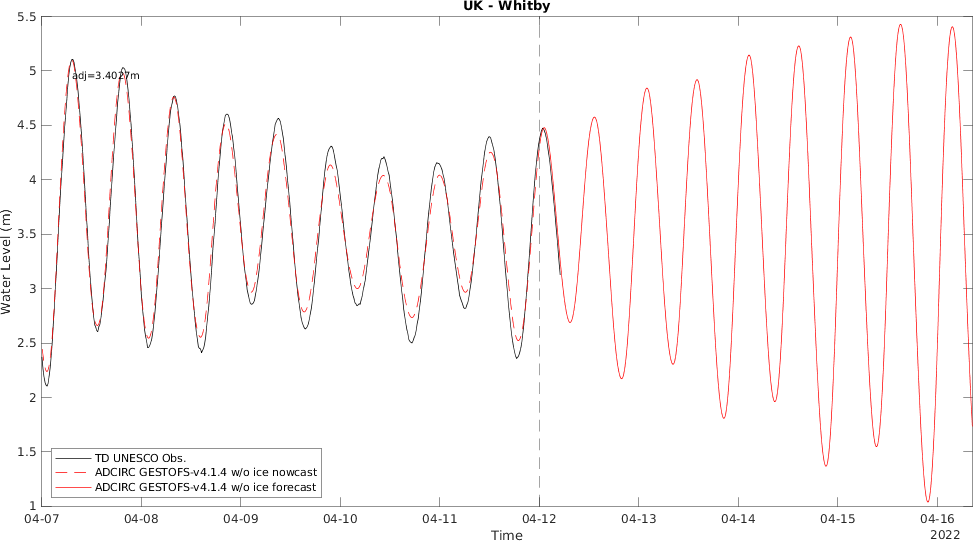 UK - Whitby
5.5
5
4.5
4
3.5
3
2.5
2
1.5
1
Water Level (m)
adj=3.4027m
TD UNESCO Obs.
ADCIRC GESTOFS-v4.1.4 w/o ice nowcast
ADCIRC GESTOFS-v4.1.4 w/o ice forecast
04-07 04-08 04-09 04-10 04-11 04-12 04-13 04-14 04-15 04-16
Time
2022